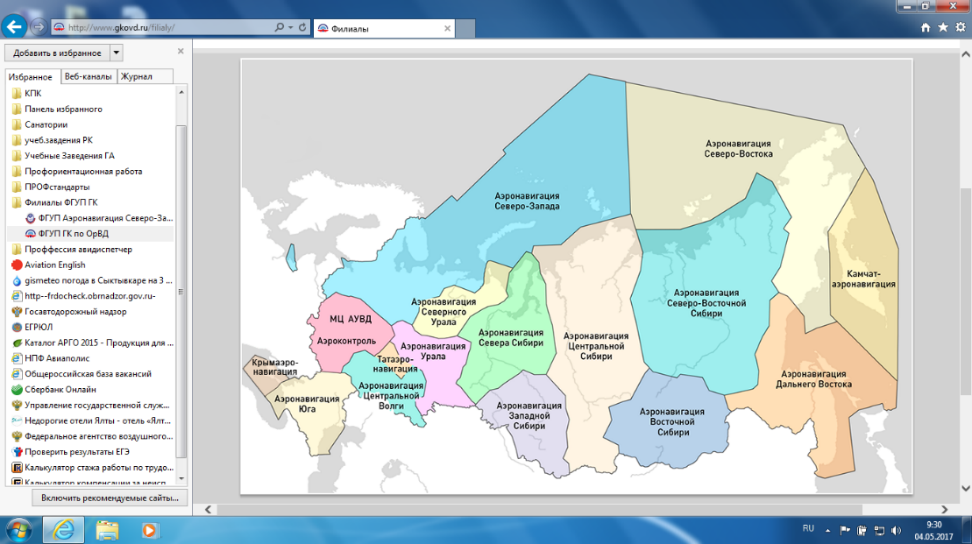 http://www.gkovd.ru/filialy/
Филиалы
Добавить в избранное
Избранное
Веб-каналы
Журнал
КПК
Панель избранного
Санатории
учеб.завдения РК
Учебные Заведения ГА
Профориентационная работа
ПРОФстандарты
Филиалы ФГУП ГК
ФГУП Аэронавигация Северо-За...
ФГУП ГК по ОрВД
Проффессия авидиспетчер
Aviation English
gismeteo погода в Сыктывкаре на 3 ...
http--frdocheck.obrnadzor.gov.ru-
Госавтодорожный надзор
ЕГРЮЛ
Каталог АРГО 2015 - Продукция для ...
НПФ Авиаполис
Общероссийская база вакансий
Сбербанк Онлайн
Управление государственной служ...
Недорогие отели Ялты - отель «Ялт...
Федеральное агентство воздушного...
Проверить результаты ЕГЭ
Калькулятор стажа работы по трудо...
Калькулятор компенсации за неисп...
Включить рекомендуемые сайты...
Аэронавигация
Северо-Востока
Аэронавигация
Северо-Запада
Камчат-
аэронавигация
Аэронавигация
Северо-Восточной
Сибири
Аэронавигация
Северного
Урала
МЦ АУВД
Аэроконтроль
Аэронавигация
Севера Сибири
Аэронавигация
Центральной
Сибири
Аэронавигация
Урала
Татаэро-
навигация
Крымаэро-
навигация
Аэронавигация
Дальнего Востока
Аэронавигация
Центральной
Волги
Аэронавигация
Юга
Аэронавигация
Западной
Сибири
Аэронавигация
Восточной
Сибири
RU
9:30
04.05.2017